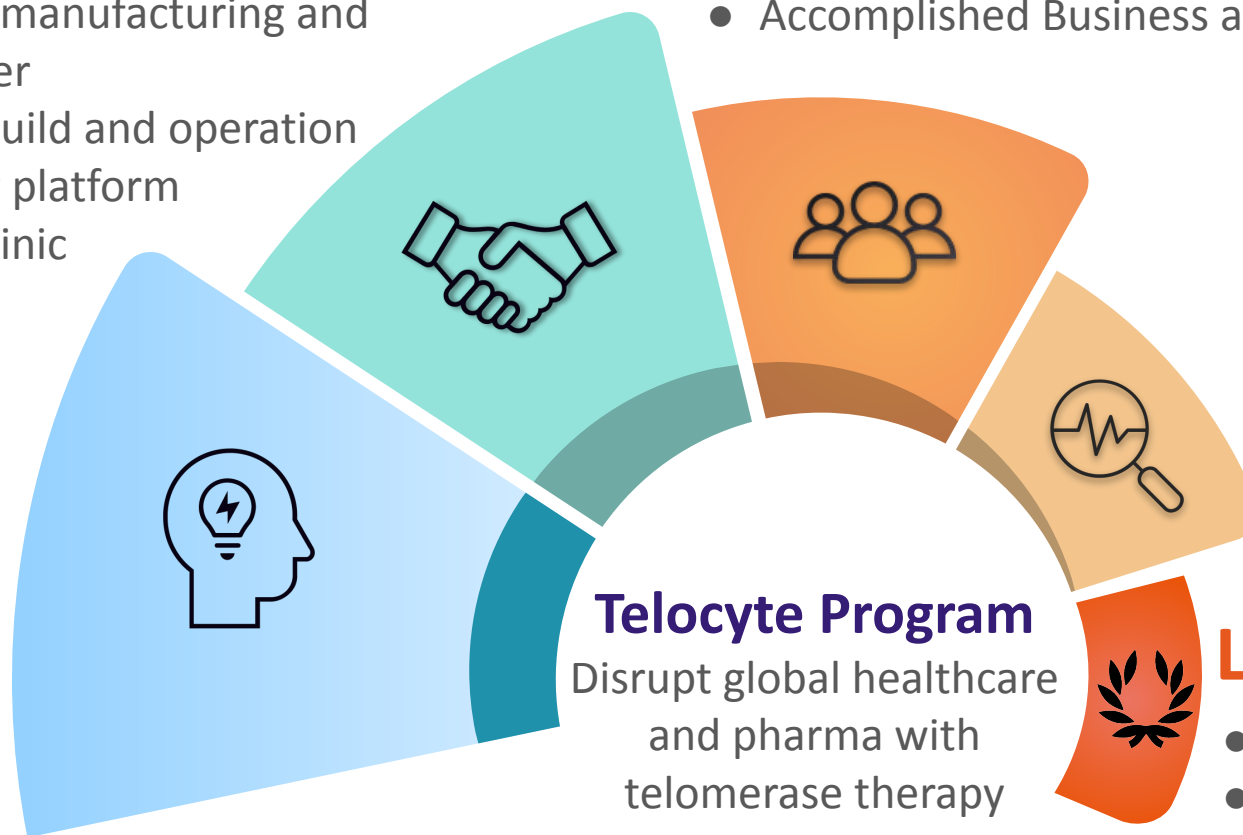 manufacturing and
● Accomplished Business a
er
uild and operation
platform
inic
Telocyte Program
Disrupt global healthcare
and pharma with
telomerase therapy
L
●
●